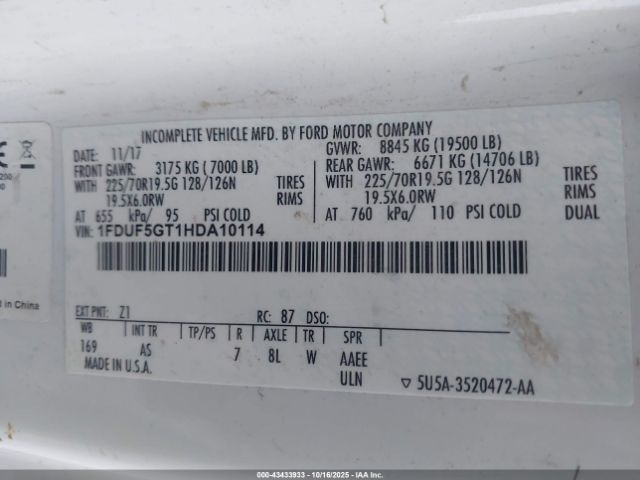 INCOMPLETE VEHICLE MFD. BY FORD MOTOR COMPANY
DATE: 11/17
GVWR: 8845 KG (19500 LB)
FRONT GAWR: 3175 KG ( 7000 LB)
REAR GAWR: 6671 KG (14706 LB)
WITH 225/70R19.5G 128/126N TIRES
WITH 225/70R19.5G 128/126N TIRES
19.5X6.0RW RIMS
19.5X6.0RW RIMS
AT 655 kPa/ 95 PSI COLD
AT 760 kPa/ 110 PSI COLD DUAL
VIN: 1FDUF5GT1HDA10114
EXT PNT: Z1 RC: 87 DSO:
WB INT TR TP/PS R AXLE TR SPR
169 AS 7 8L W AAEE
MADE IN U.S.A. ULN
5U5A-3520472-AA
d in China
000-43433933 - 10/16/2025 - COPYRIGHT IAA, LLC.